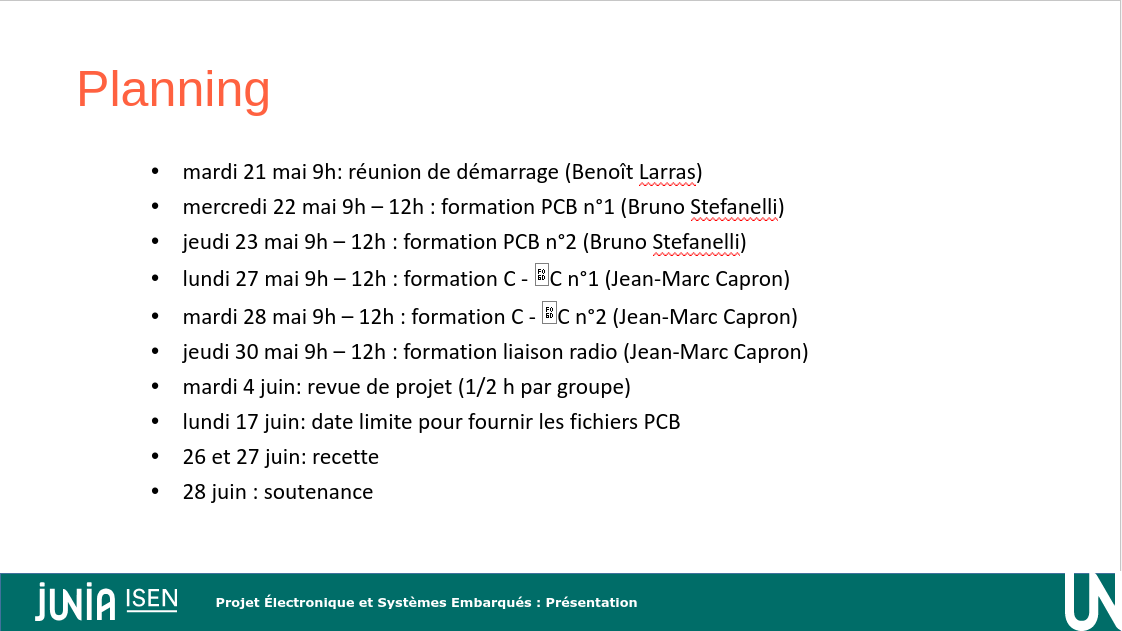 Planning
• mardi 21 mai 9h: réunion de démarrage (Benoît Larras)
• mercredi 22 mai 9h – 12h : formation PCB n°1 (Bruno Stefanelli)
• jeudi 23 mai 9h – 12h : formation PCB n°2 (Bruno Stefanelli)
• lundi 27 mai 9h – 12h : formation C - C n°1 (Jean-Marc Capron)
• mardi 28 mai 9h – 12h : formation C - C n°2 (Jean-Marc Capron)
• jeudi 30 mai 9h – 12h : formation liaison radio (Jean-Marc Capron)
• mardi 4 juin: revue de projet (1/2 h par groupe)
• lundi 17 juin: date limite pour fournir les fichiers PCB
• 26 et 27 juin: recette
• 28 juin : soutenance
JUNIA ISEN
Projet Électronique et Systèmes Embarqués : Présentation
UN